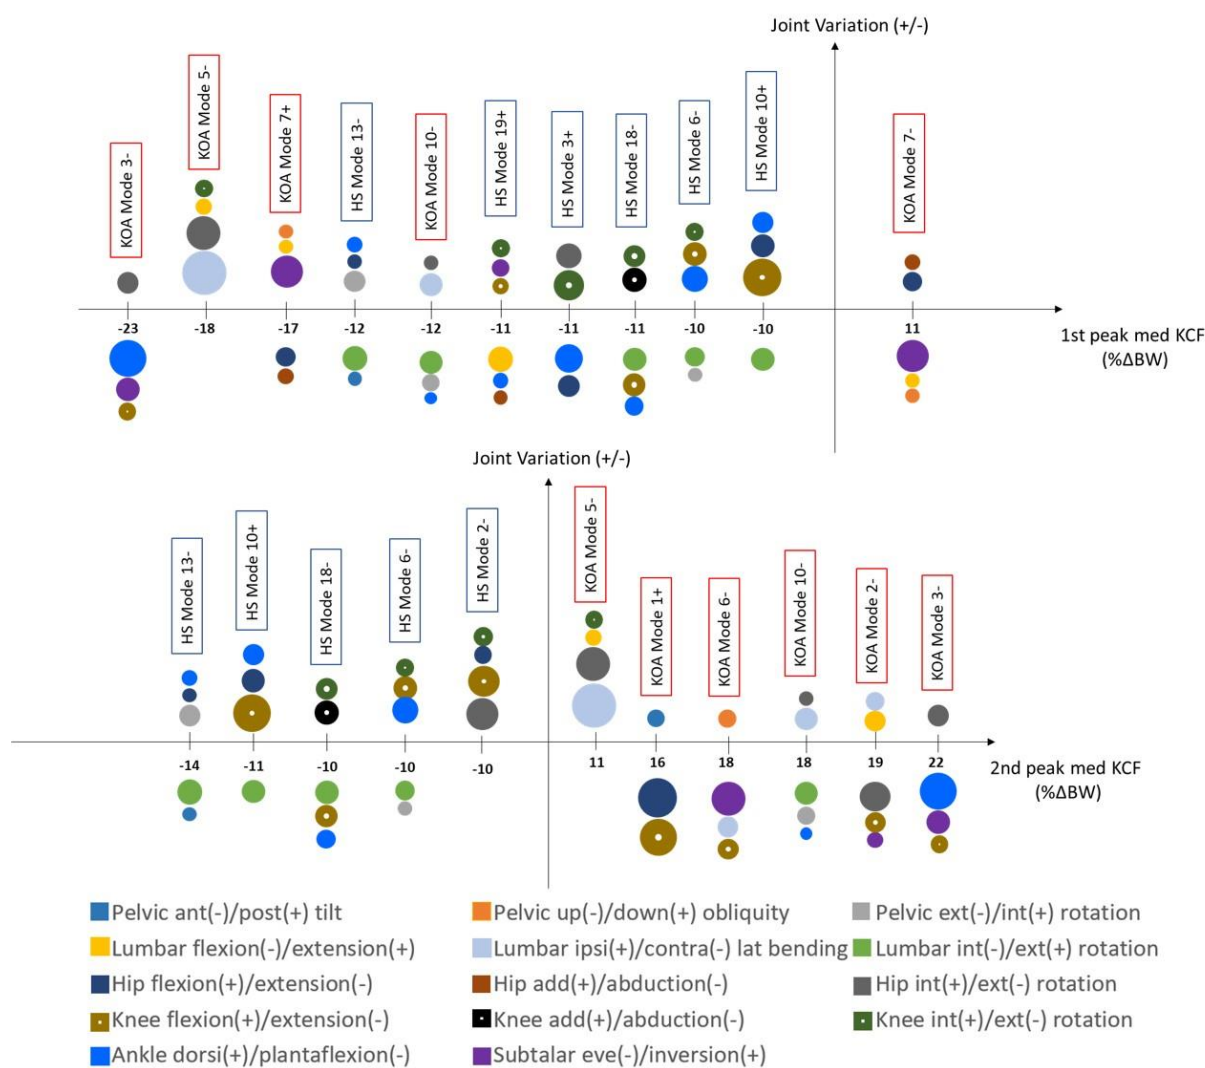 Joint Variation (+/-)
KOA Mode 3-
KOA Mode 5-
KOA Mode 7+
HS Mode 13-
KOA Mode 10-
HS Mode 19+
HS Mode 3+
HS Mode 18-
HS Mode 6-
HS Mode 10+
KOA Mode 7-
-23 -18 -17 -12 -12 -11 -11 -11 -10 -10 11
1st peak med KCF
(%ΔBW)
Joint Variation (+/-)
HS Mode 13-
HS Mode 10+
HS Mode 18-
HS Mode 6-
HS Mode 2-
KOA Mode 5-
KOA Mode 1+
KOA Mode 6-
KOA Mode 10-
KOA Mode 2-
KOA Mode 3-
-14 -11 -10 -10 -10 11 16 18 18 19 22
2nd peak med KCF
(%ΔBW)
Pelvic ant(-)/post(+) tilt
Pelvic up(-)/down(+) obliquity
Pelvic ext(-)/int(+) rotation
Lumbar flexion(-)/extension(+)
Lumbar ipsi(+)/contra(-) lat bending
Lumbar int(-)/ext(+) rotation
Hip flexion(+)/extension(-)
Hip add(+)/abduction(-)
Hip int(+)/ext(-) rotation
Knee flexion(+)/extension(-)
Knee add(+)/abduction(-)
Knee int(+)/ext(-) rotation
Ankle dorsi(+)/plantaflexion(-)
Subtalar eve(-)/inversion(+)